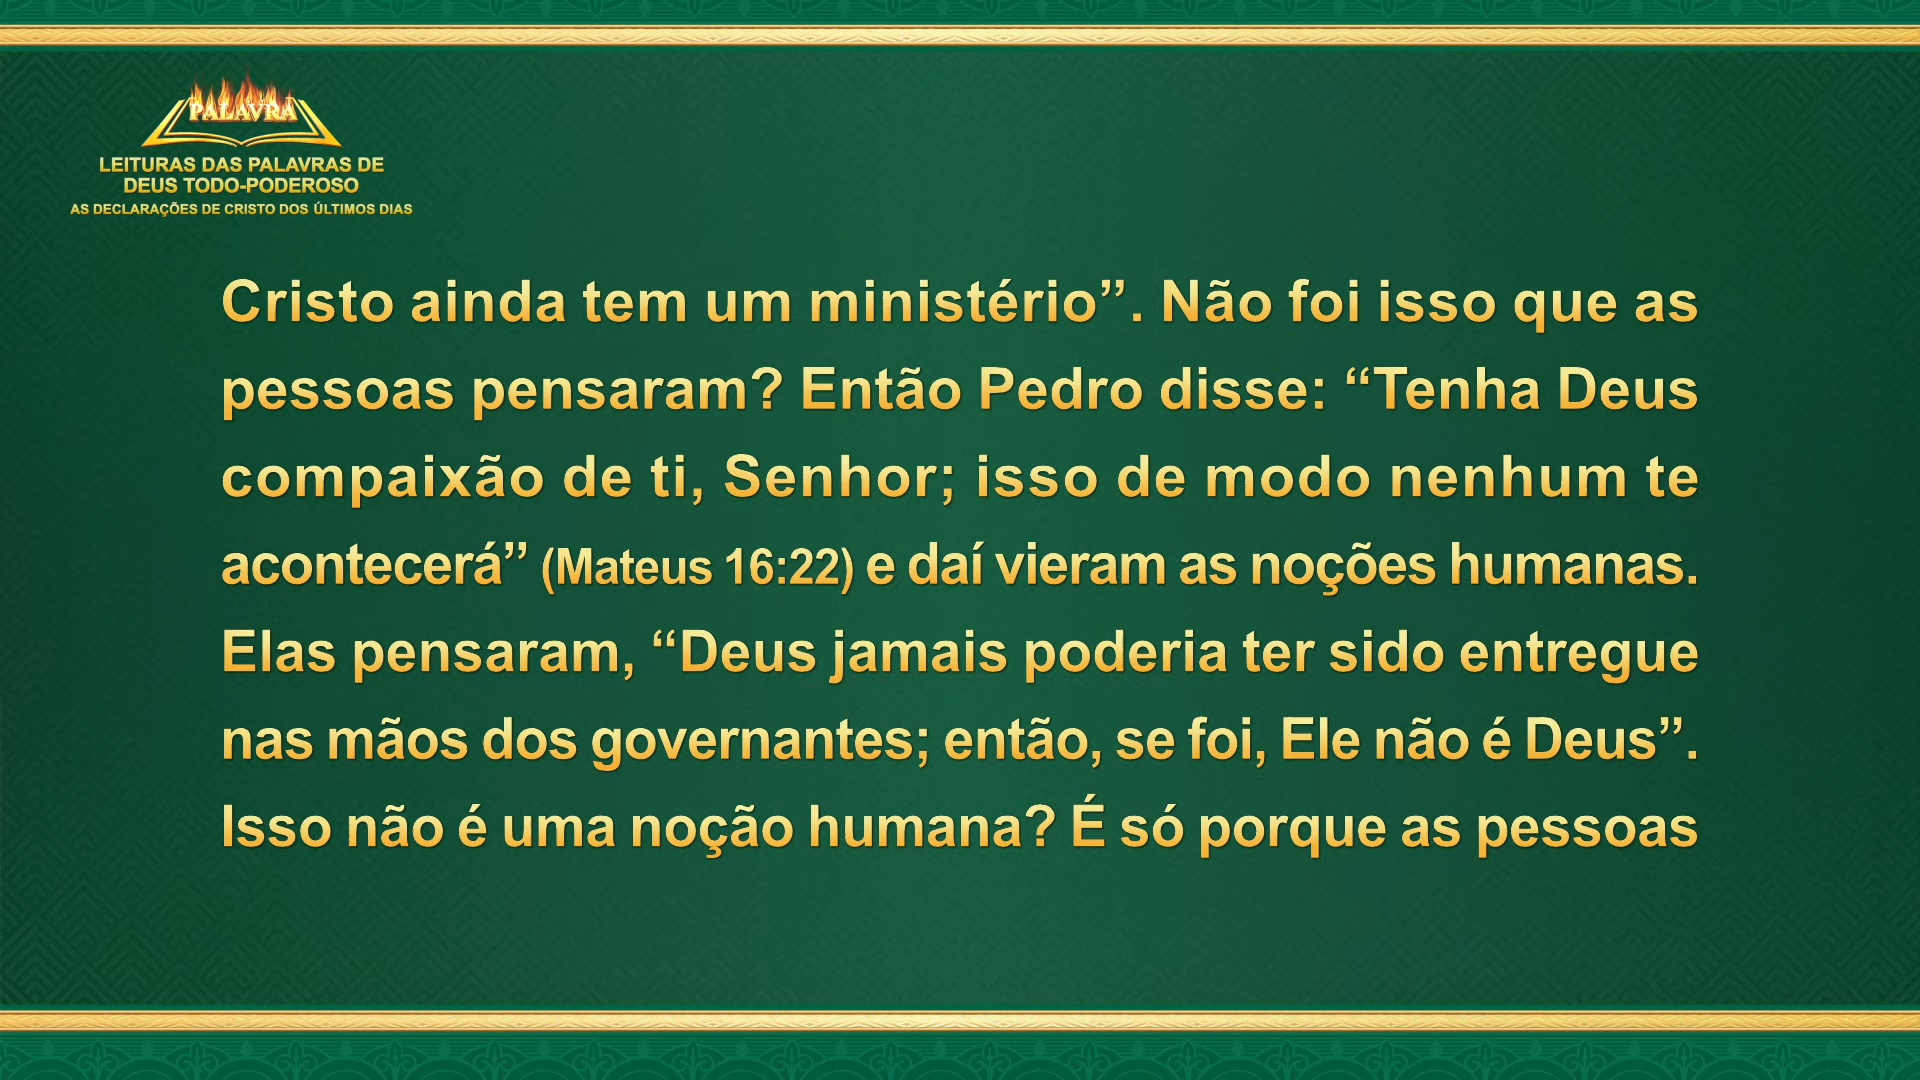 PALAVRA
LEITURAS DAS PALAVRAS DE
DEUS TODO-PODEROSO
AS DECLARAÇÕES DE CRISTO DOS ÚLTIMOS DIAS
Cristo ainda tem um ministério”. Não foi isso que as
pessoas pensaram? Então Pedro disse: “Tenha Deus
compaixão de ti, Senhor; isso de modo nenhum te
acontecerá” (Mateus 16:22) e daí vieram as noções humanas.
Elas pensaram, “Deus jamais poderia ter sido entregue
nas mãos dos governantes; então, se foi, Ele não é Deus”.
Isso não é uma noção humana? É só porque as pessoas